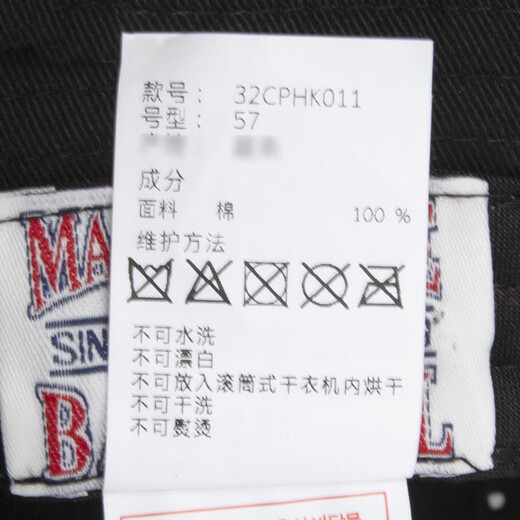 款号： 32CPHK011
号型： 57
成分
面料 棉 100 %
维护方法
不可水洗
不可漂白
不可放入滚筒式干衣机内烘干
不可干洗
不可熨烫
MA
SIN
B
L